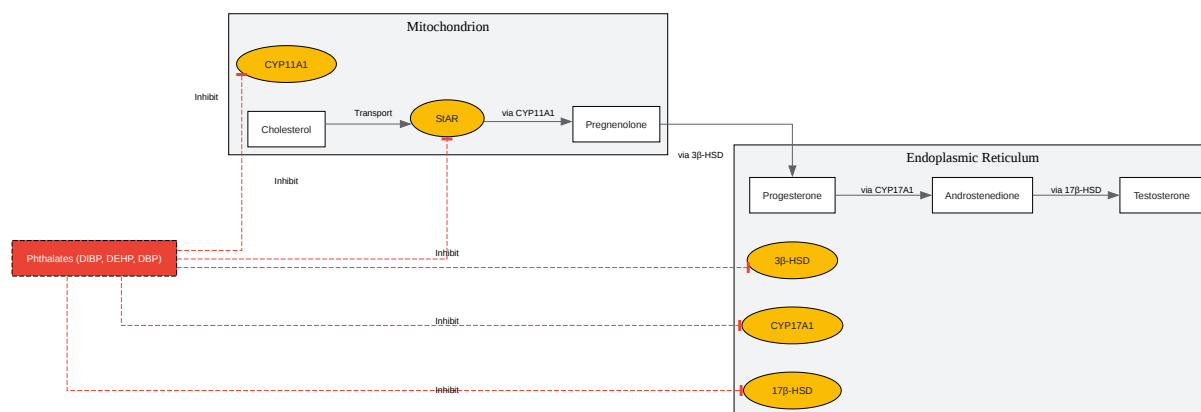 Mitochondrion
CYP11A1
Inhibit
Transport
via CYP11A1
Cholesterol
StAR
Pregnenolone
via 3β-HSD
Endoplasmic Reticulum
Inhibit
Progesterone
via CYP17A1
Androstenedione
via 17β-HSD
Testosterone
Phthalates (DIBP, DEHP, DBP)
Inhibit
3β-HSD
Inhibit
CYP17A1
Inhibit
17β-HSD